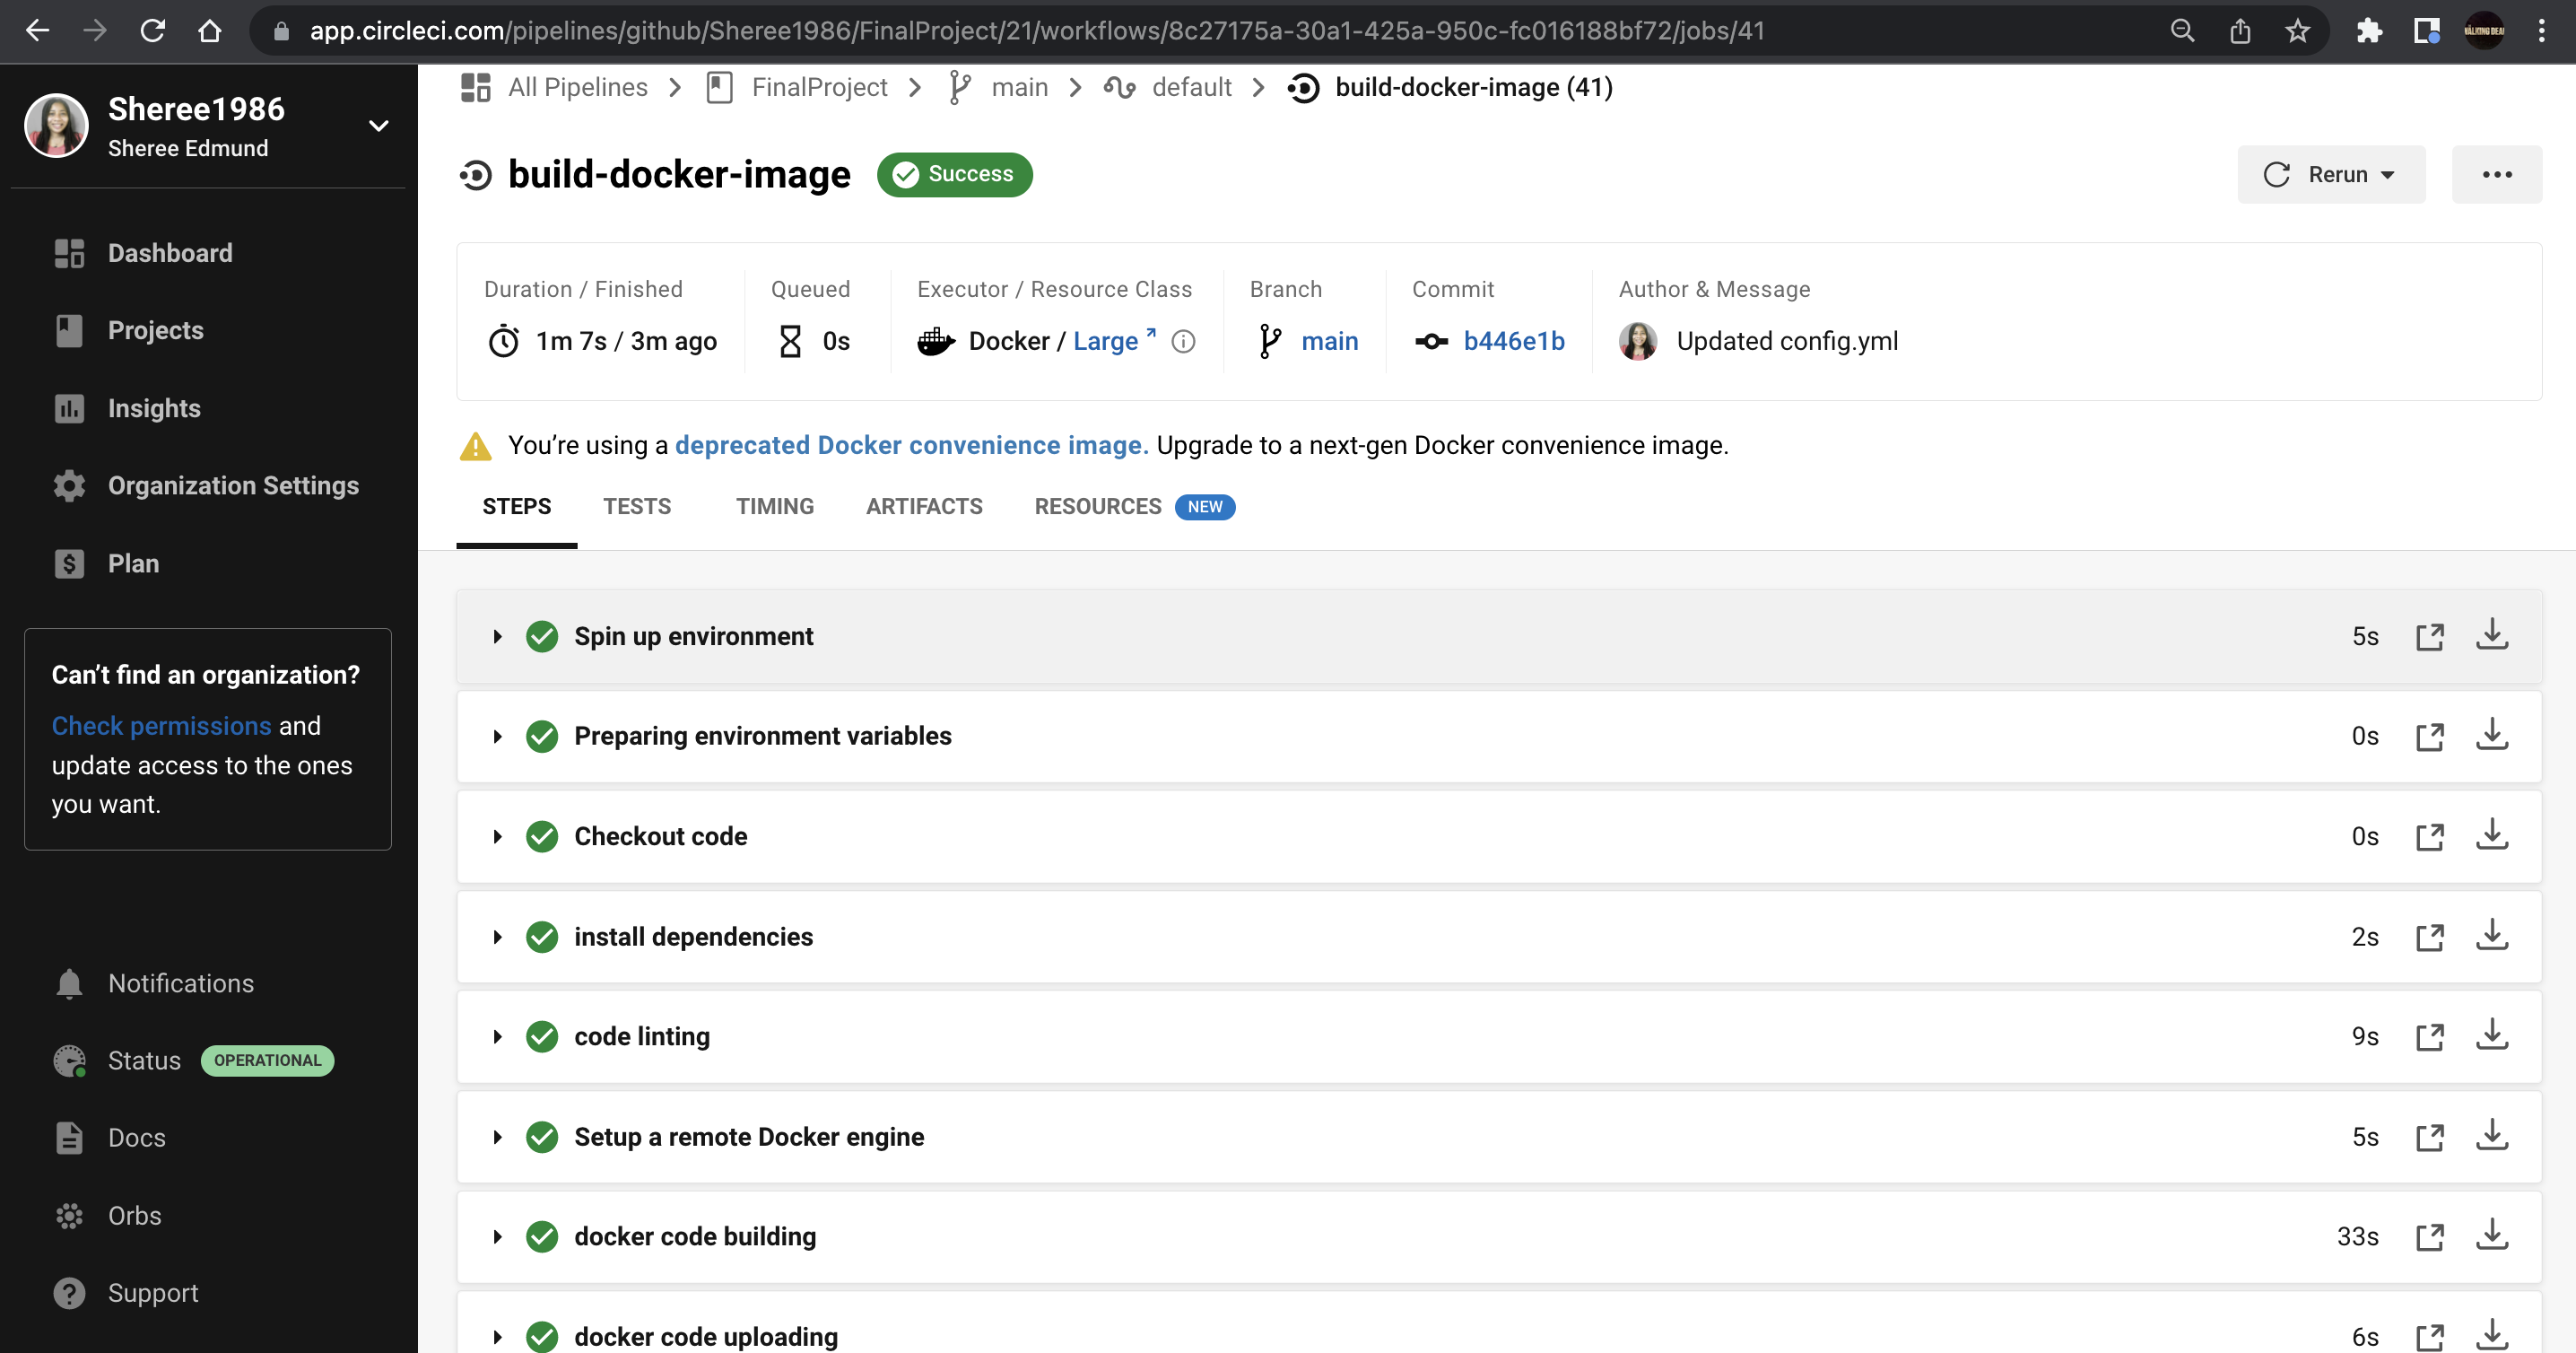 app.circleci.com/pipelines/github/Sheree1986/FinalProject/21/workflows/8c27175a-30a1-425a-950c-fc016188bf72/jobs/41
Sheree1986
Sheree Edmund
Dashboard
Projects
Insights
Organization Settings
Plan
Can’t find an organization?
Check permissions and
update access to the ones
you want.
Notifications
Status OPERATIONAL
Docs
Orbs
Support
All Pipelines FinalProject main default build-docker-image (41)
build-docker-image Success
Rerun
Duration / Finished Queued Executor / Resource Class Branch Commit Author & Message
1m 7s / 3m ago 0s Docker / Large main b446e1b Updated config.yml
You’re using a deprecated Docker convenience image. Upgrade to a next-gen Docker convenience image.
STEPS TESTS TIMING ARTIFACTS RESOURCES NEW
Spin up environment 5s
Preparing environment variables 0s
Checkout code 0s
install dependencies 2s
code linting 9s
Setup a remote Docker engine 5s
docker code building 33s
docker code uploading 6s